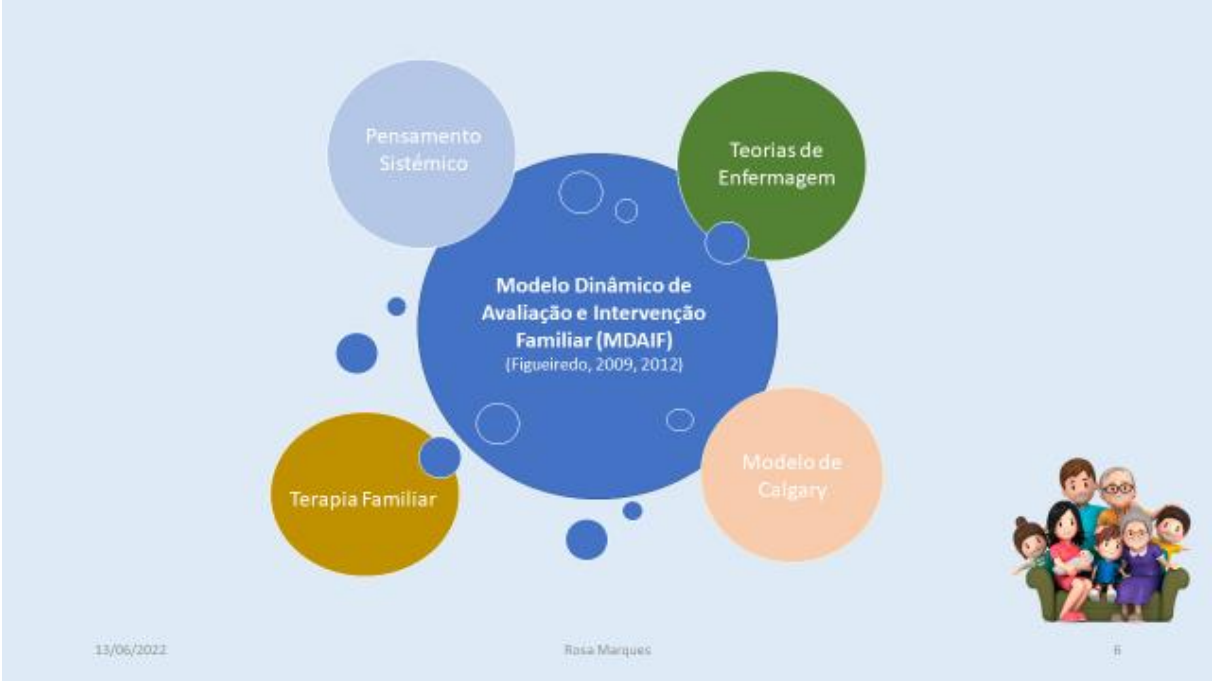 Pensamento
Sistémico
Teorias de
Enfermagem
Modelo Dinâmico de
Avaliação e Intervenção
Familiar (MDAIF)
(Figueiredo, 2009, 2012)
Terapia Familiar
Modelo de
Calgary
13/06/2022
Rosa Marques
6